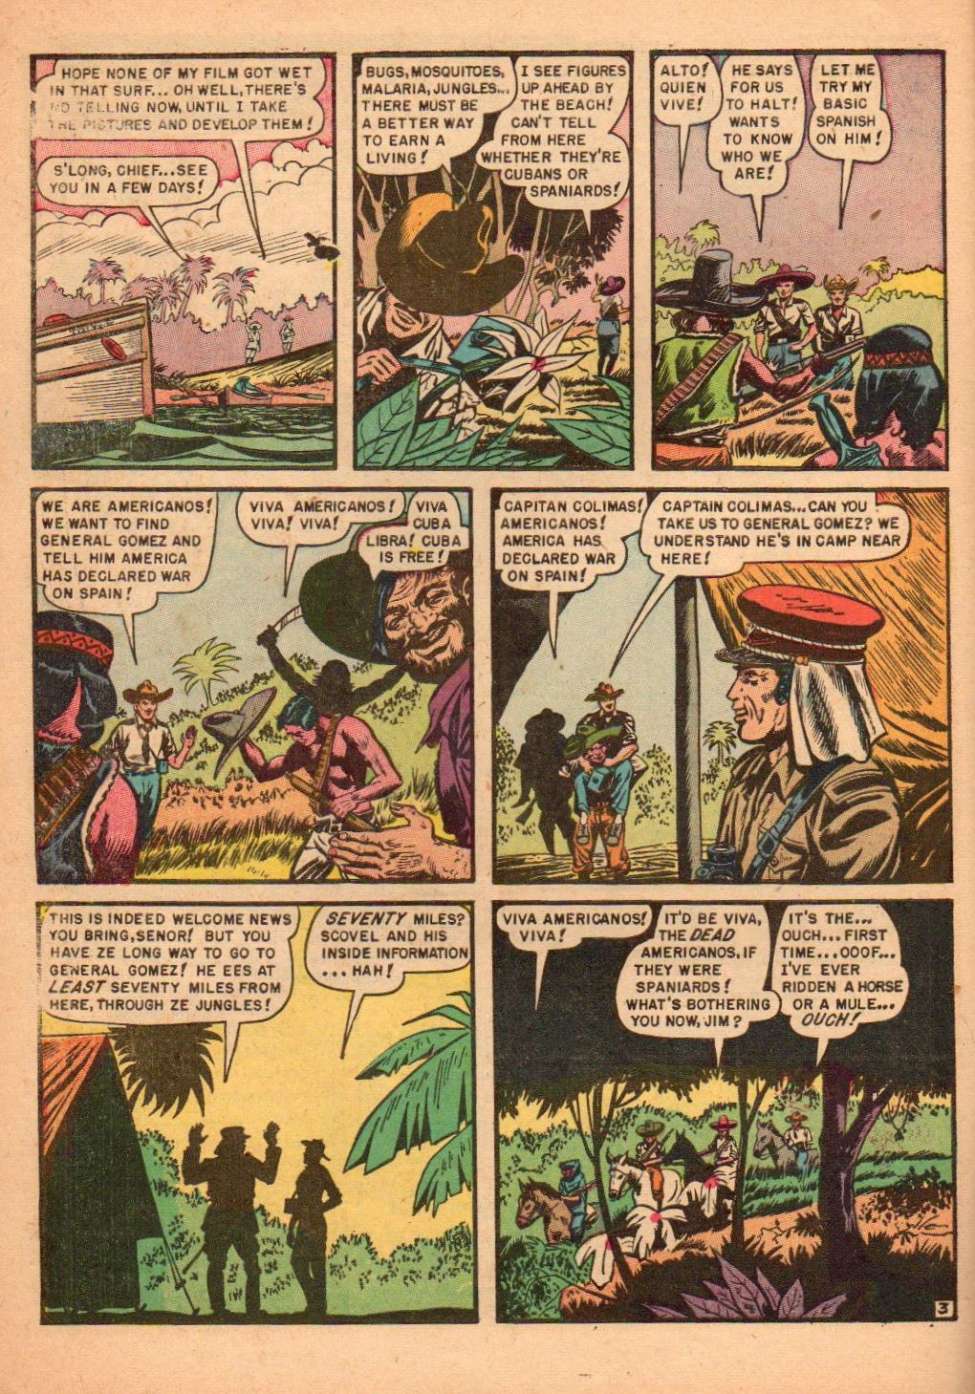 HOPE NONE OF MY FILM GOT WET
IN THAT SURF... OH WELL, THERE'S
NO TELLING NOW, UNTIL I TAKE
THE PICTURES AND DEVELOP THEM!
S'LONG, CHIEF...SEE
YOU IN A FEW DAYS!
BUGS, MOSQUITOES,
MALARIA, JUNGLES...
THERE MUST BE
A BETTER WAY
TO EARN A
LIVING!
I SEE FIGURES
UP AHEAD BY
THE BEACH!
CAN'T TELL
FROM HERE
WHETHER THEY'RE
CUBANS OR
SPANIARDS!
ALTO!
QUIEN
VIVE!
HE SAYS
FOR US
TO HALT!
WANTS
TO KNOW
WHO WE
ARE!
LET ME
TRY MY
BASIC
SPANISH
ON HIM!
WE ARE AMERICANOS!
WE WANT TO FIND
GENERAL GOMEZ AND
TELL HIM AMERICA
HAS DECLARED WAR
ON SPAIN!
VIVA AMERICANOS!
VIVA! VIVA!
VIVA
CUBA
LIBRA! CUBA
IS FREE!
CAPITAN COLIMAS!
AMERICANOS!
AMERICA HAS
DECLARED WAR
ON SPAIN!
CAPTAIN COLIMAS...CAN YOU
TAKE US TO GENERAL GOMEZ? WE
UNDERSTAND HE'S IN CAMP NEAR
HERE!
THIS IS INDEED WELCOME NEWS
YOU BRING, SENOR! BUT YOU
HAVE ZE LONG WAY TO GO TO
GENERAL GOMEZ! HE EES AT
LEAST SEVENTY MILES FROM
HERE, THROUGH ZE JUNGLES!
SEVENTY MILES?
SCOVEL AND HIS
INSIDE INFORMATION
...HAH!
VIVA AMERICANOS!
VIVA!
IT'D BE VIVA,
THE DEAD
AMERICANOS, IF
THEY WERE
SPANIARDS!
WHAT'S BOTHERING
YOU NOW, JIM?
IT'S THE...
OUCH... FIRST
TIME...OOOF...
I'VE EVER
RIDDEN A HORSE
OR A MULE...
OUCH!
3